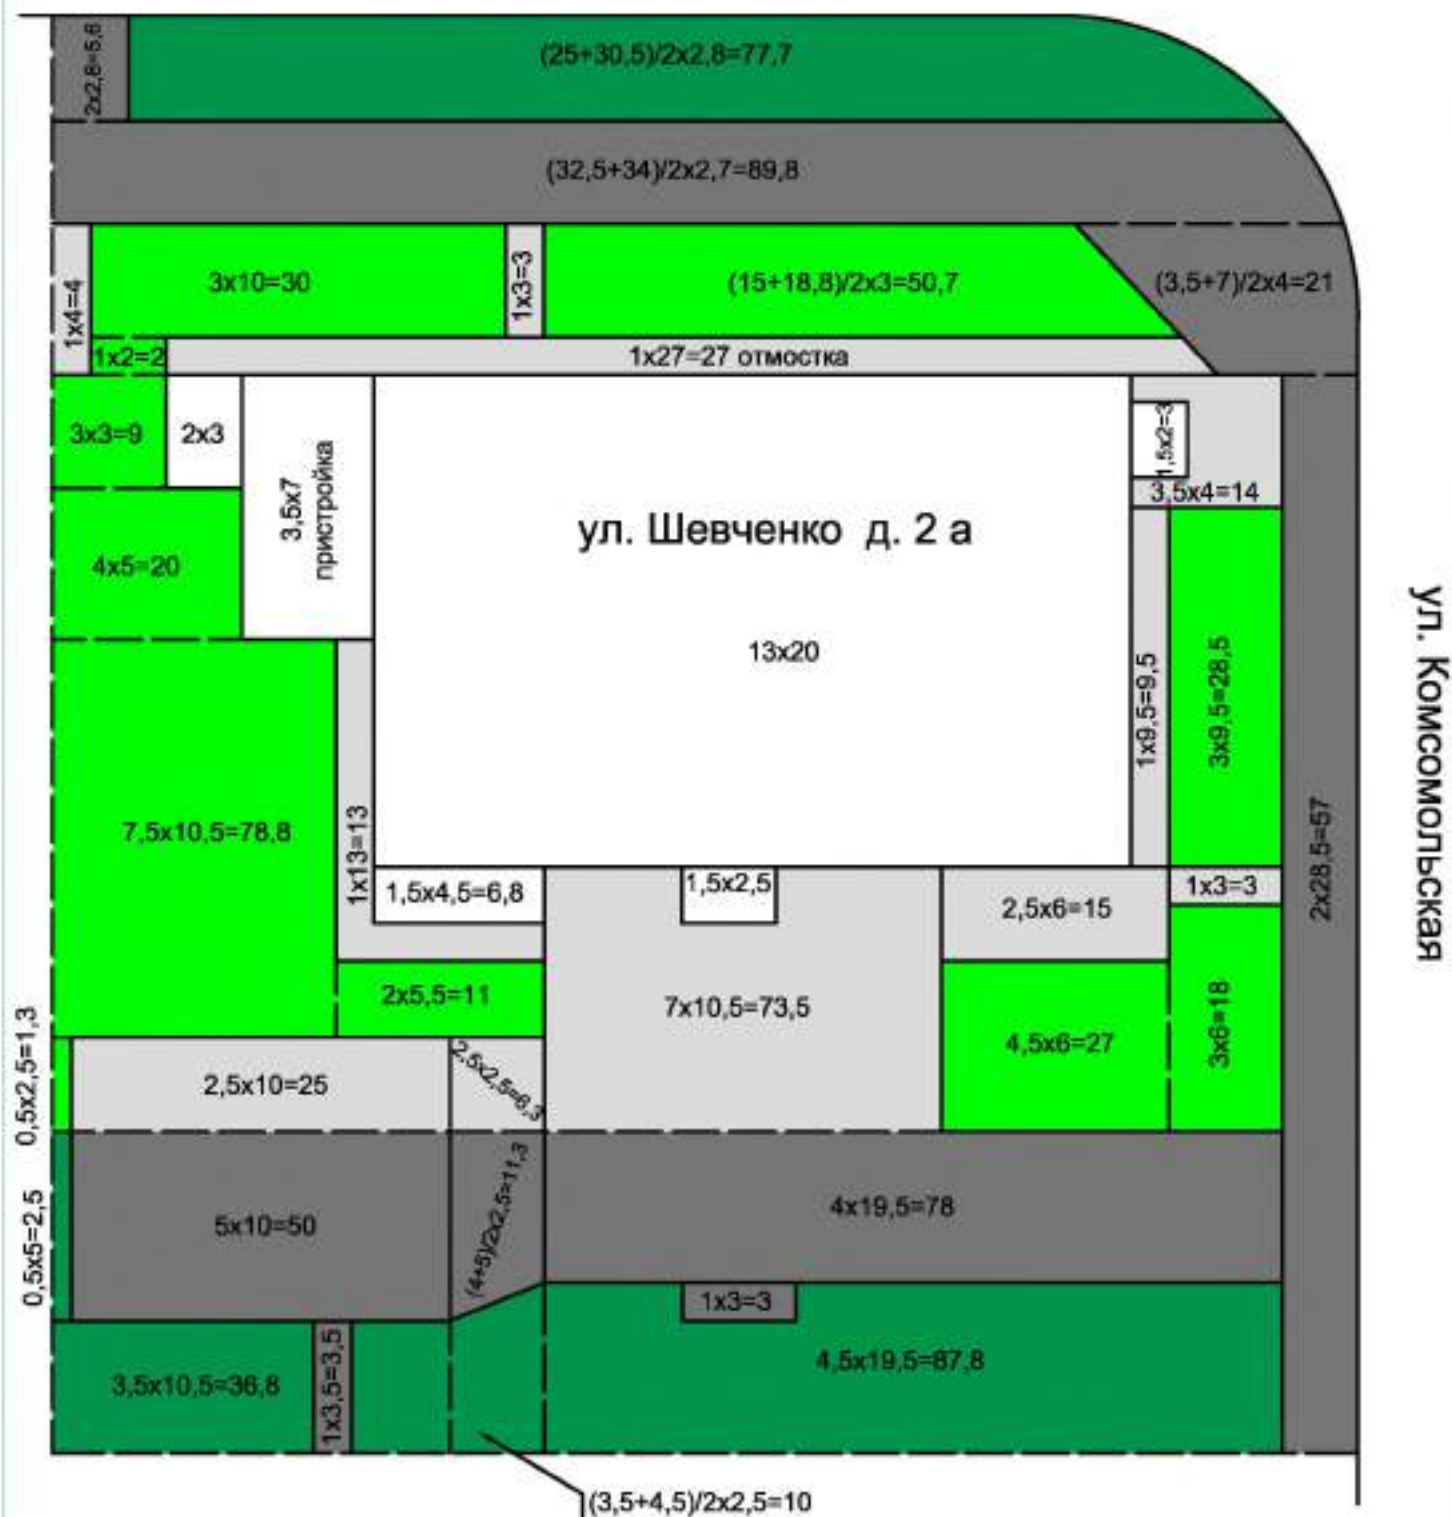 2x2,8=5,6
(25+30,5)/2x2,8=77,7
(32,5+34)/2x2,7=89,8
1x4=4
3x10=30
1x3=3
(15+18,8)/2x3=50,7
(3,5+7)/2x4=21
1x2=2
1x27=27 отмостка
3x3=9
2x3
3,5x7
пристройка
1,5x2=3
3,5x4=14
ул. Шевченко д. 2 а
4x5=20
13x20
1x9,5=9,5
3x9,5=28,5
ул. Комсомольская
7,5x10,5=78,8
1x13=13
2x28,5=57
1,5x4,5=6,8
1,5x2,5
2,5x6=15
1x3=3
2x5,5=11
7x10,5=73,5
4,5x6=27
3x6=18
0,5x2,5=1,3
2,5x10=25
2,5x2,5=6,3
0,5x5=2,5
5x10=50
(4+5)/2x2,5=11,3
4x19,5=78
1x3=3
3,5x10,5=36,8
1x3,5=3,5
4,5x19,5=87,8
(3,5+4,5)/2x2,5=10